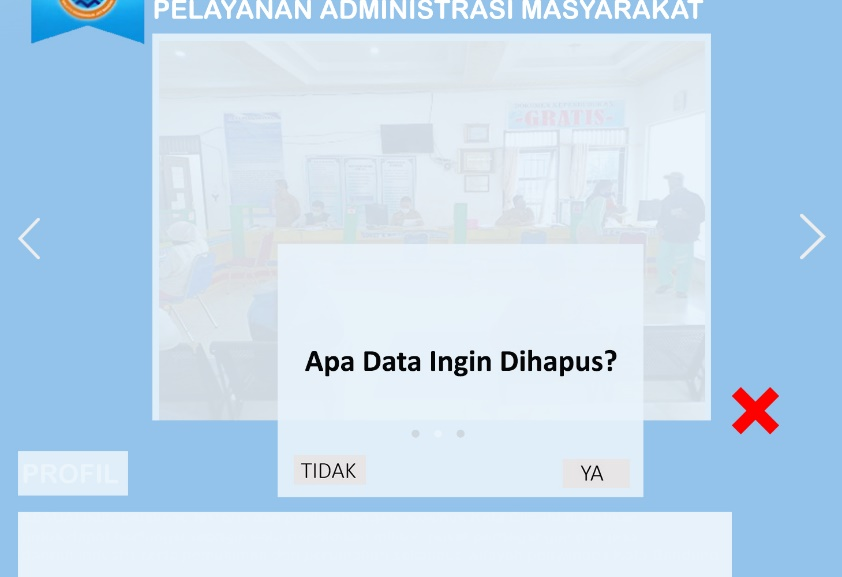 PELAYANAN ADMINISTRASI MASYARAKAT
-GRATIS-
Apa Data Ingin Dihapus?
TIDAK
YA
PROFIL